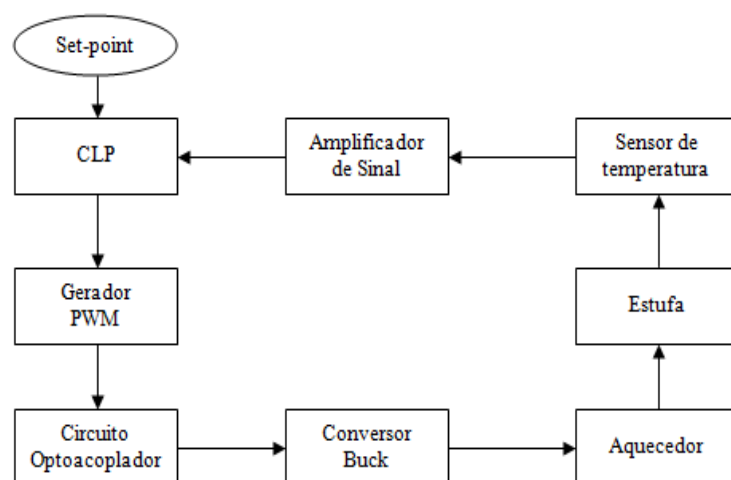 Set-point
CLP
Amplificador
de Sinal
Sensor de
temperatura
Gerador
PWM
Estufa
Circuito
Optoacoplador
Conversor
Buck
Aquecedor